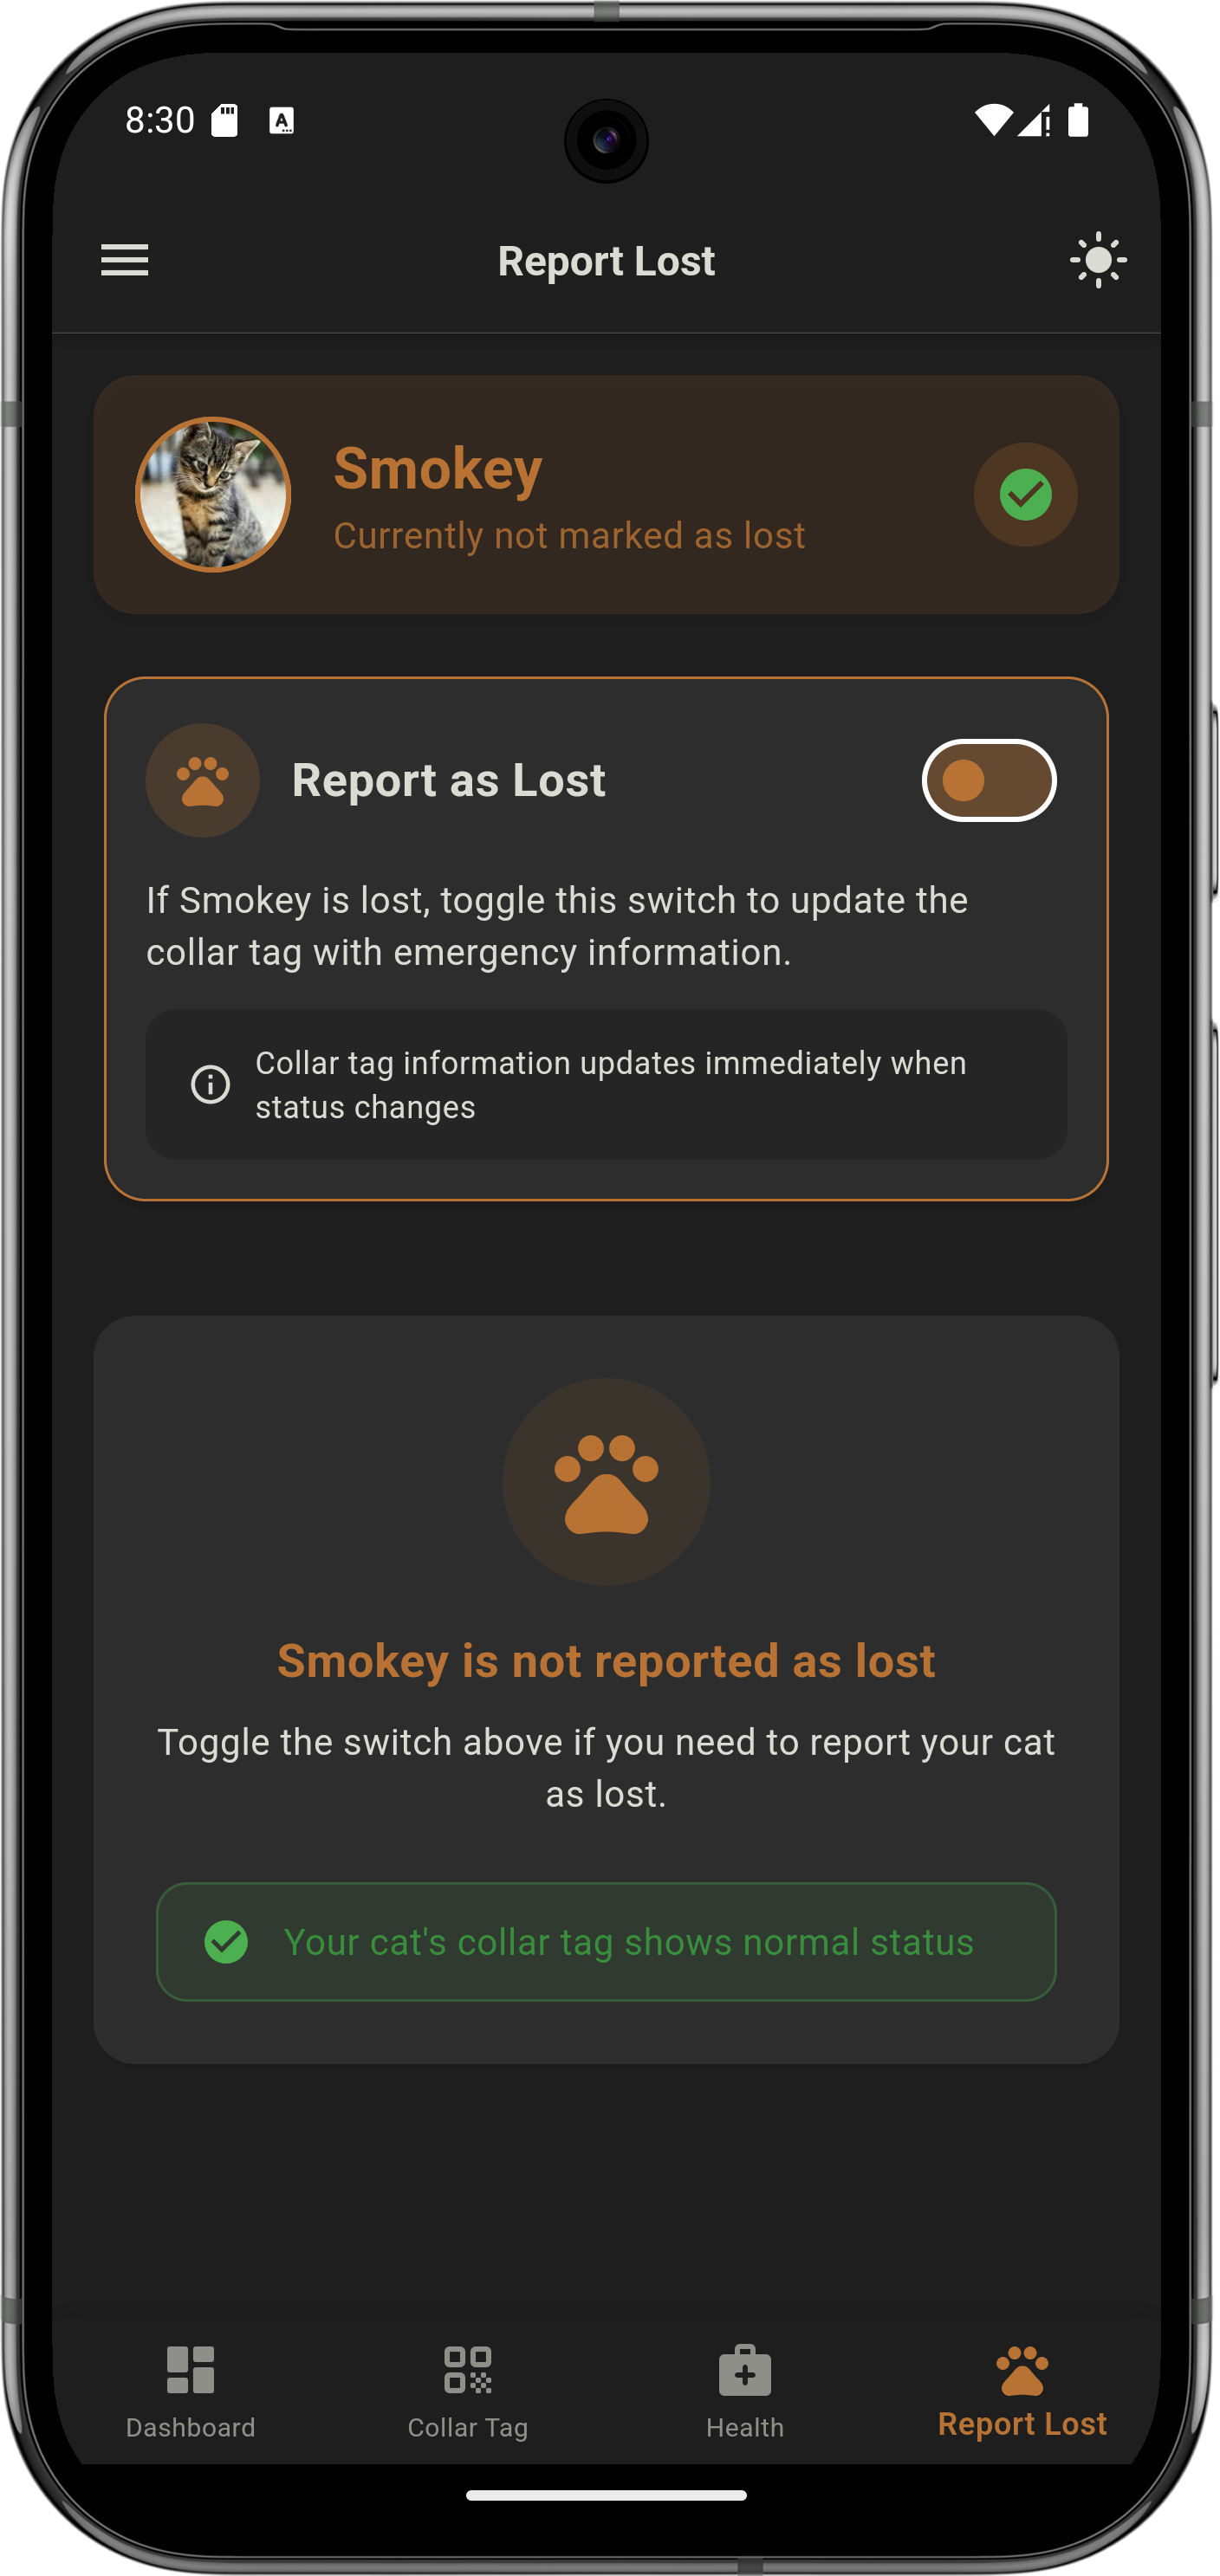 8:30
Report Lost
Smokey
Currently not marked as lost
Report as Lost
If Smokey is lost, toggle this switch to update the
collar tag with emergency information.
Collar tag information updates immediately when
status changes
Smokey is not reported as lost
Toggle the switch above if you need to report your cat
as lost.
Your cat's collar tag shows normal status
Dashboard
Collar Tag
Health
Report Lost